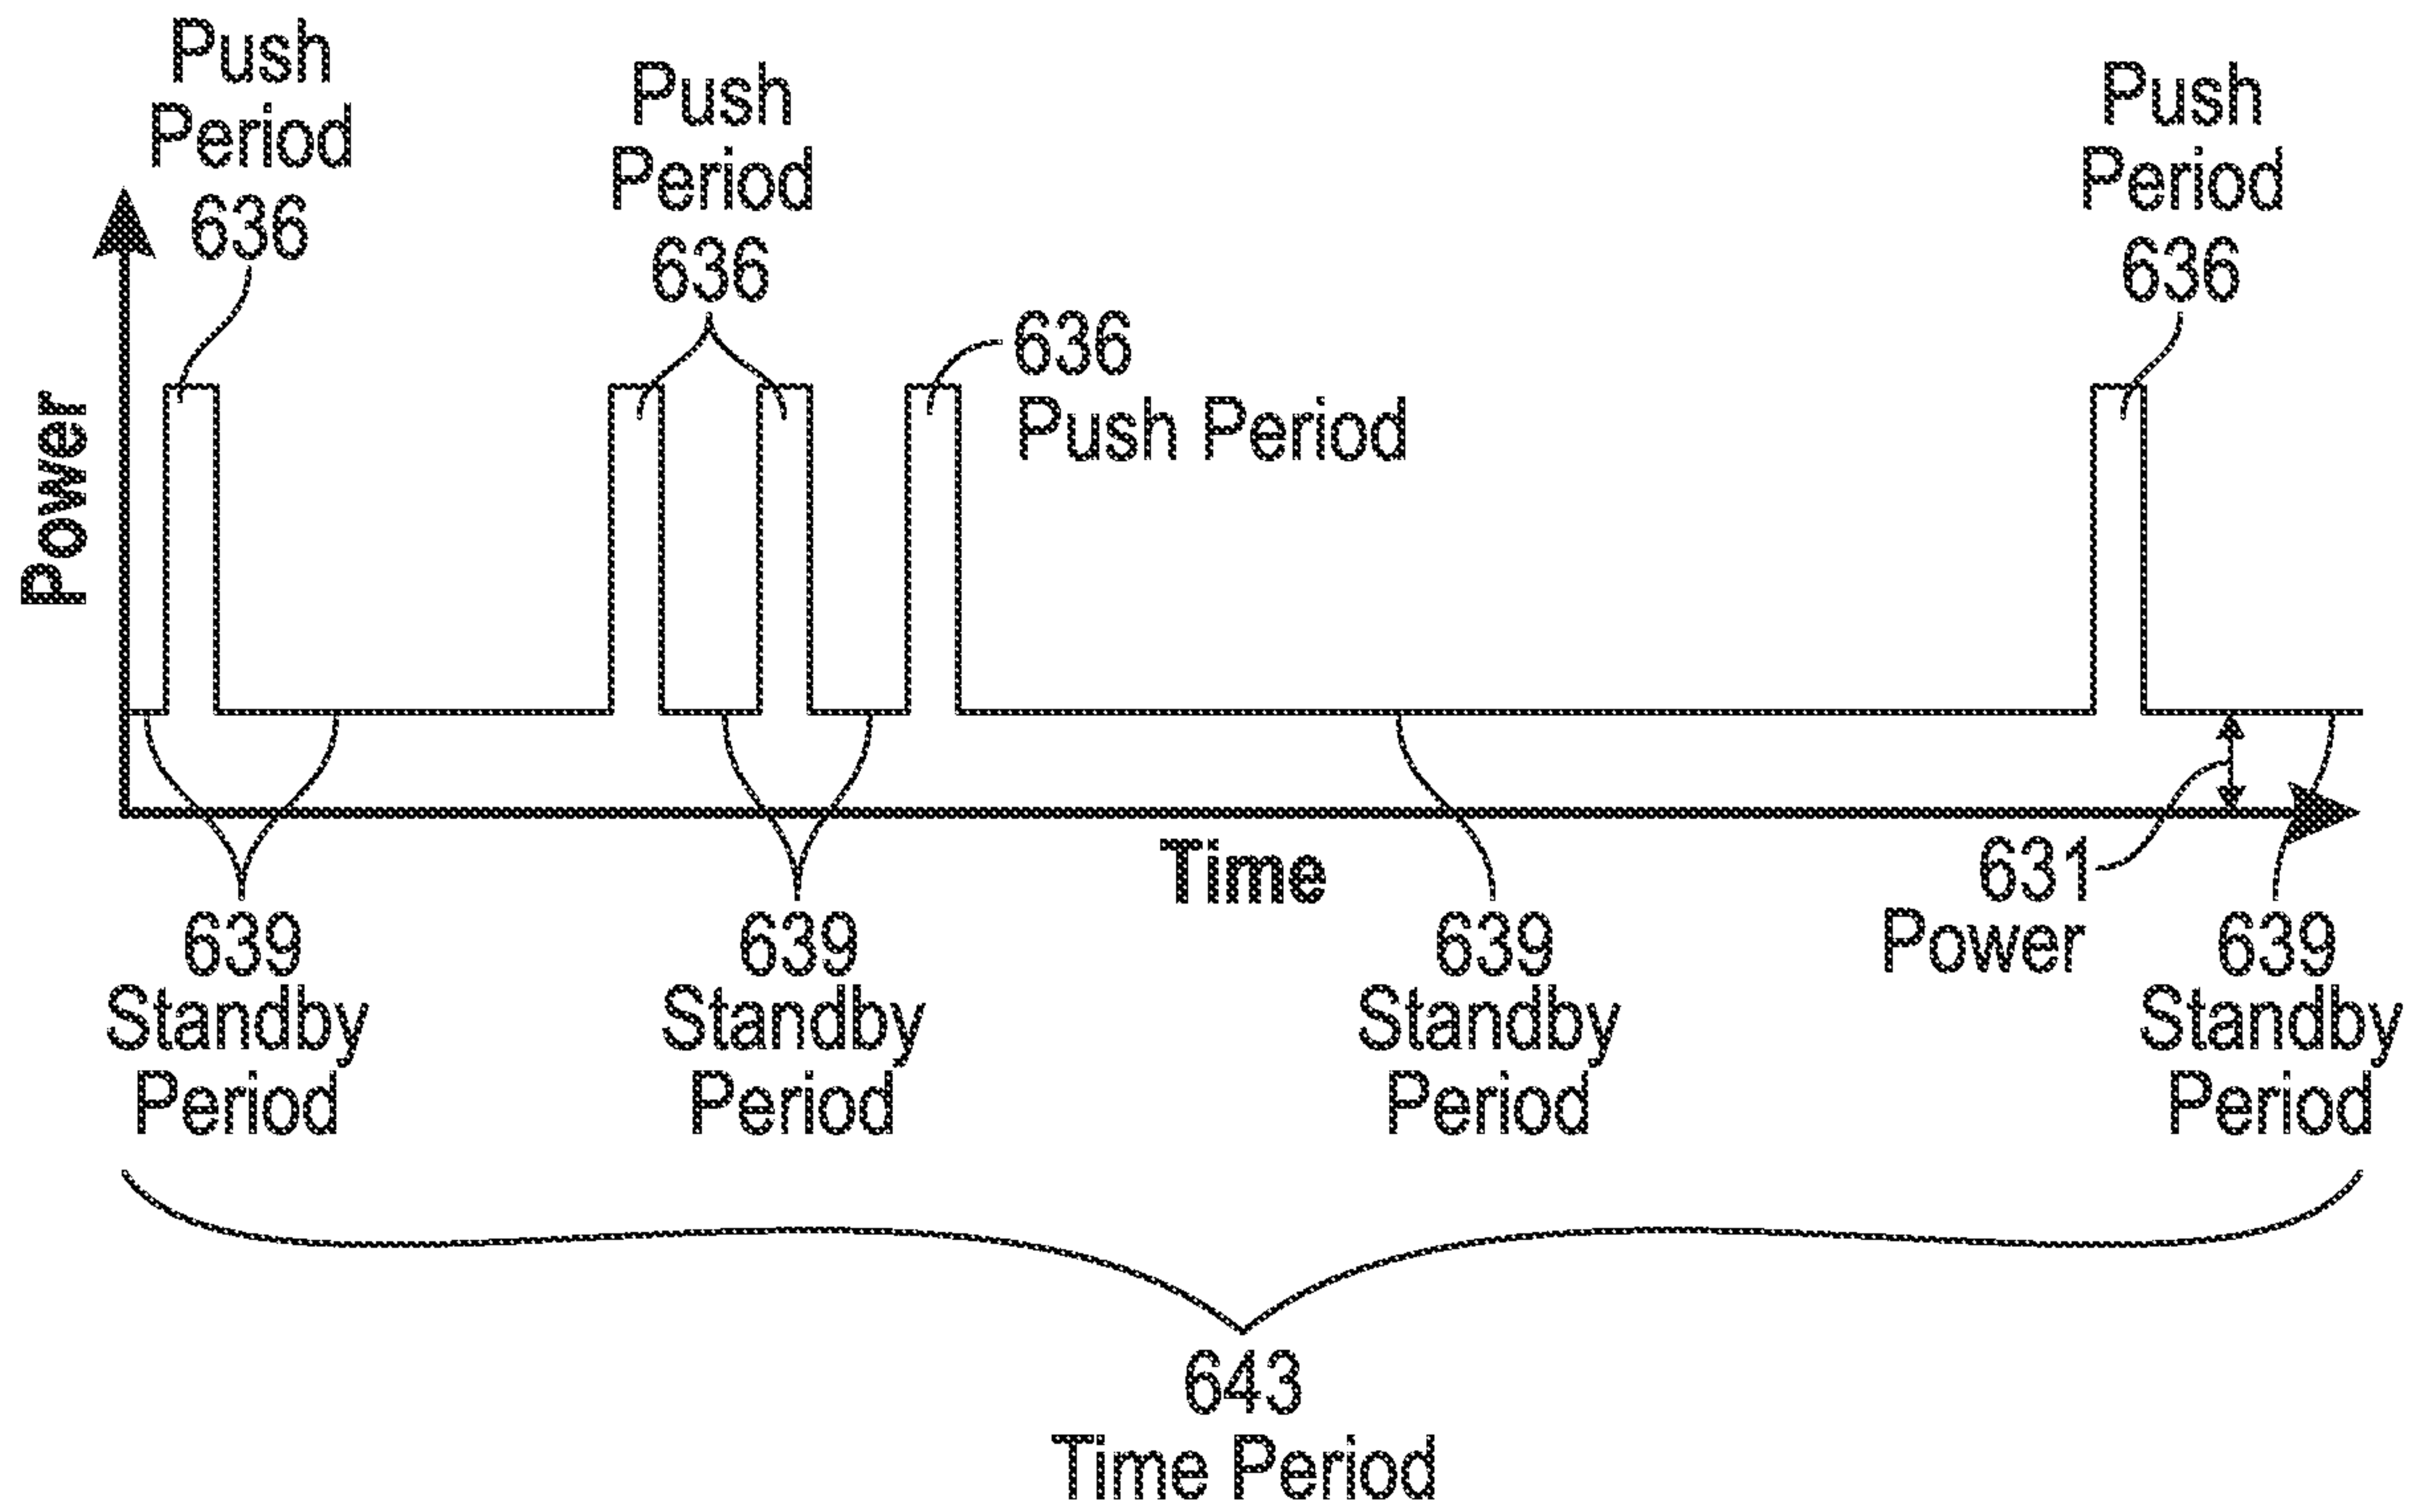 Push
Period
636
Push
Period
636
636
Push Period
Push
Period
636
Power
Time
639
Standby
Period
639
Standby
Period
639
Standby
Period
631
Power
639
Standby
Period
643
Time Period